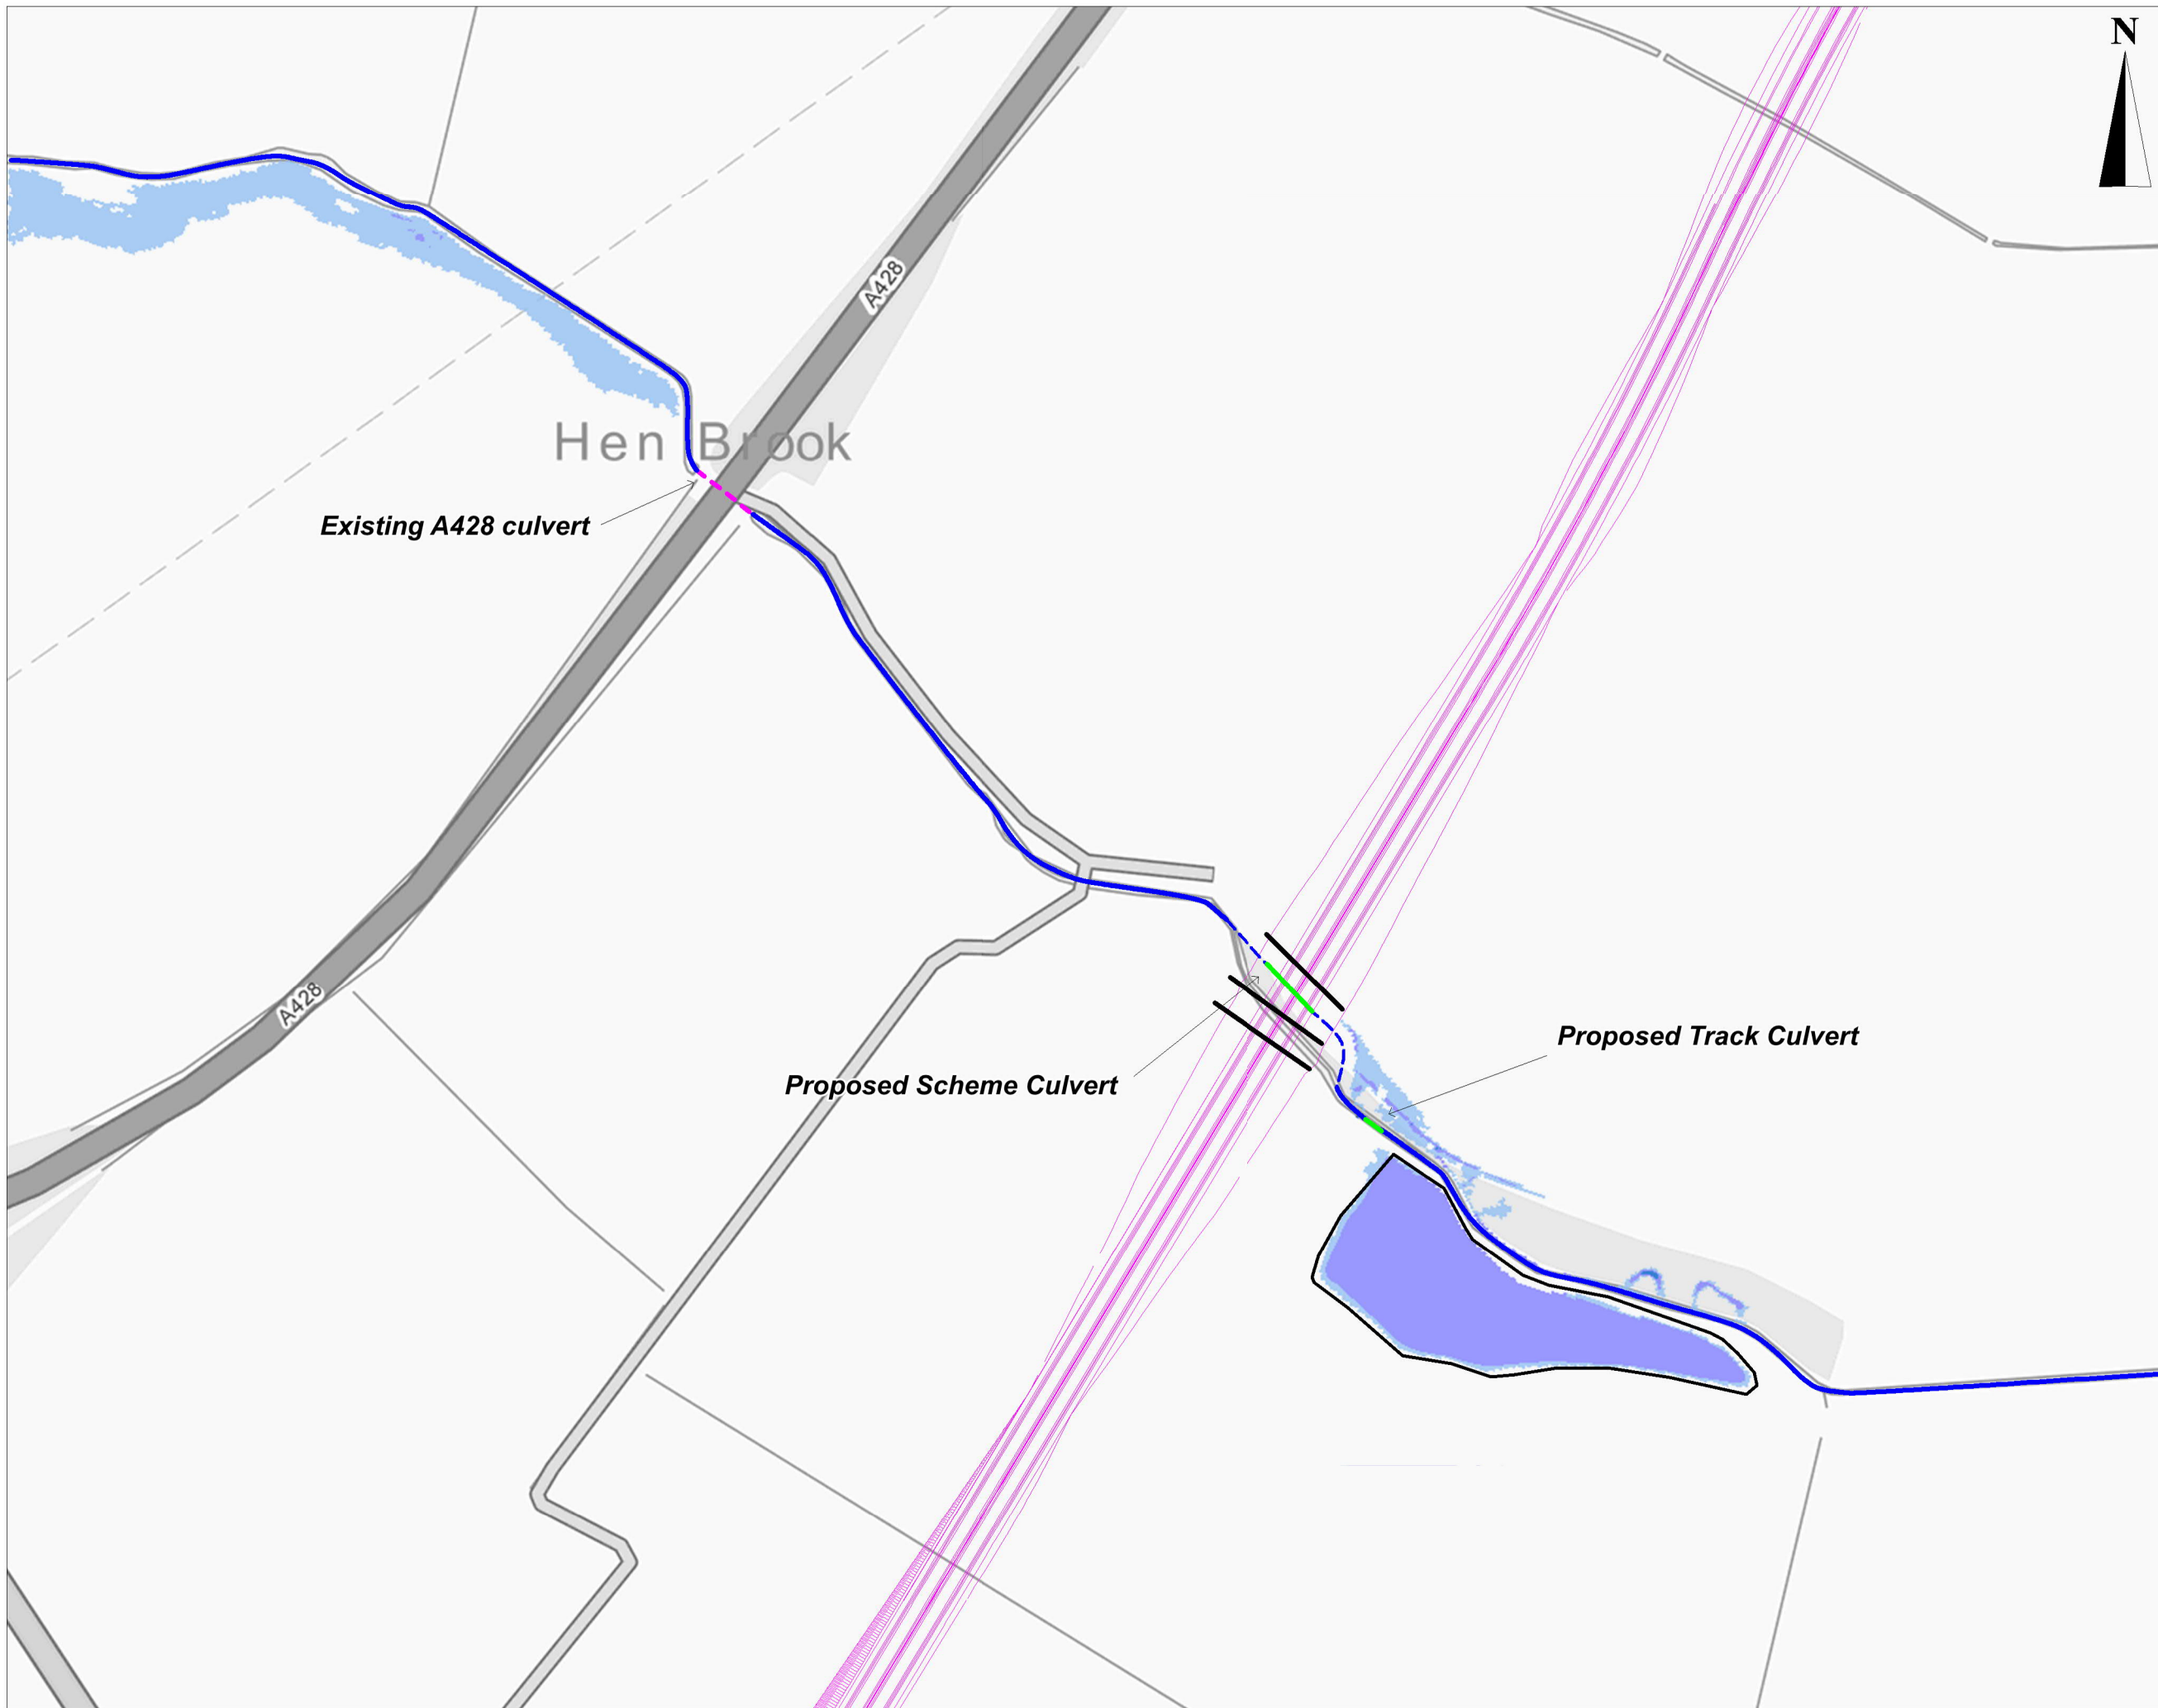 N
A428
Hen Brook
Existing A428 culvert
A428
Proposed Track Culvert
Proposed Scheme Culvert